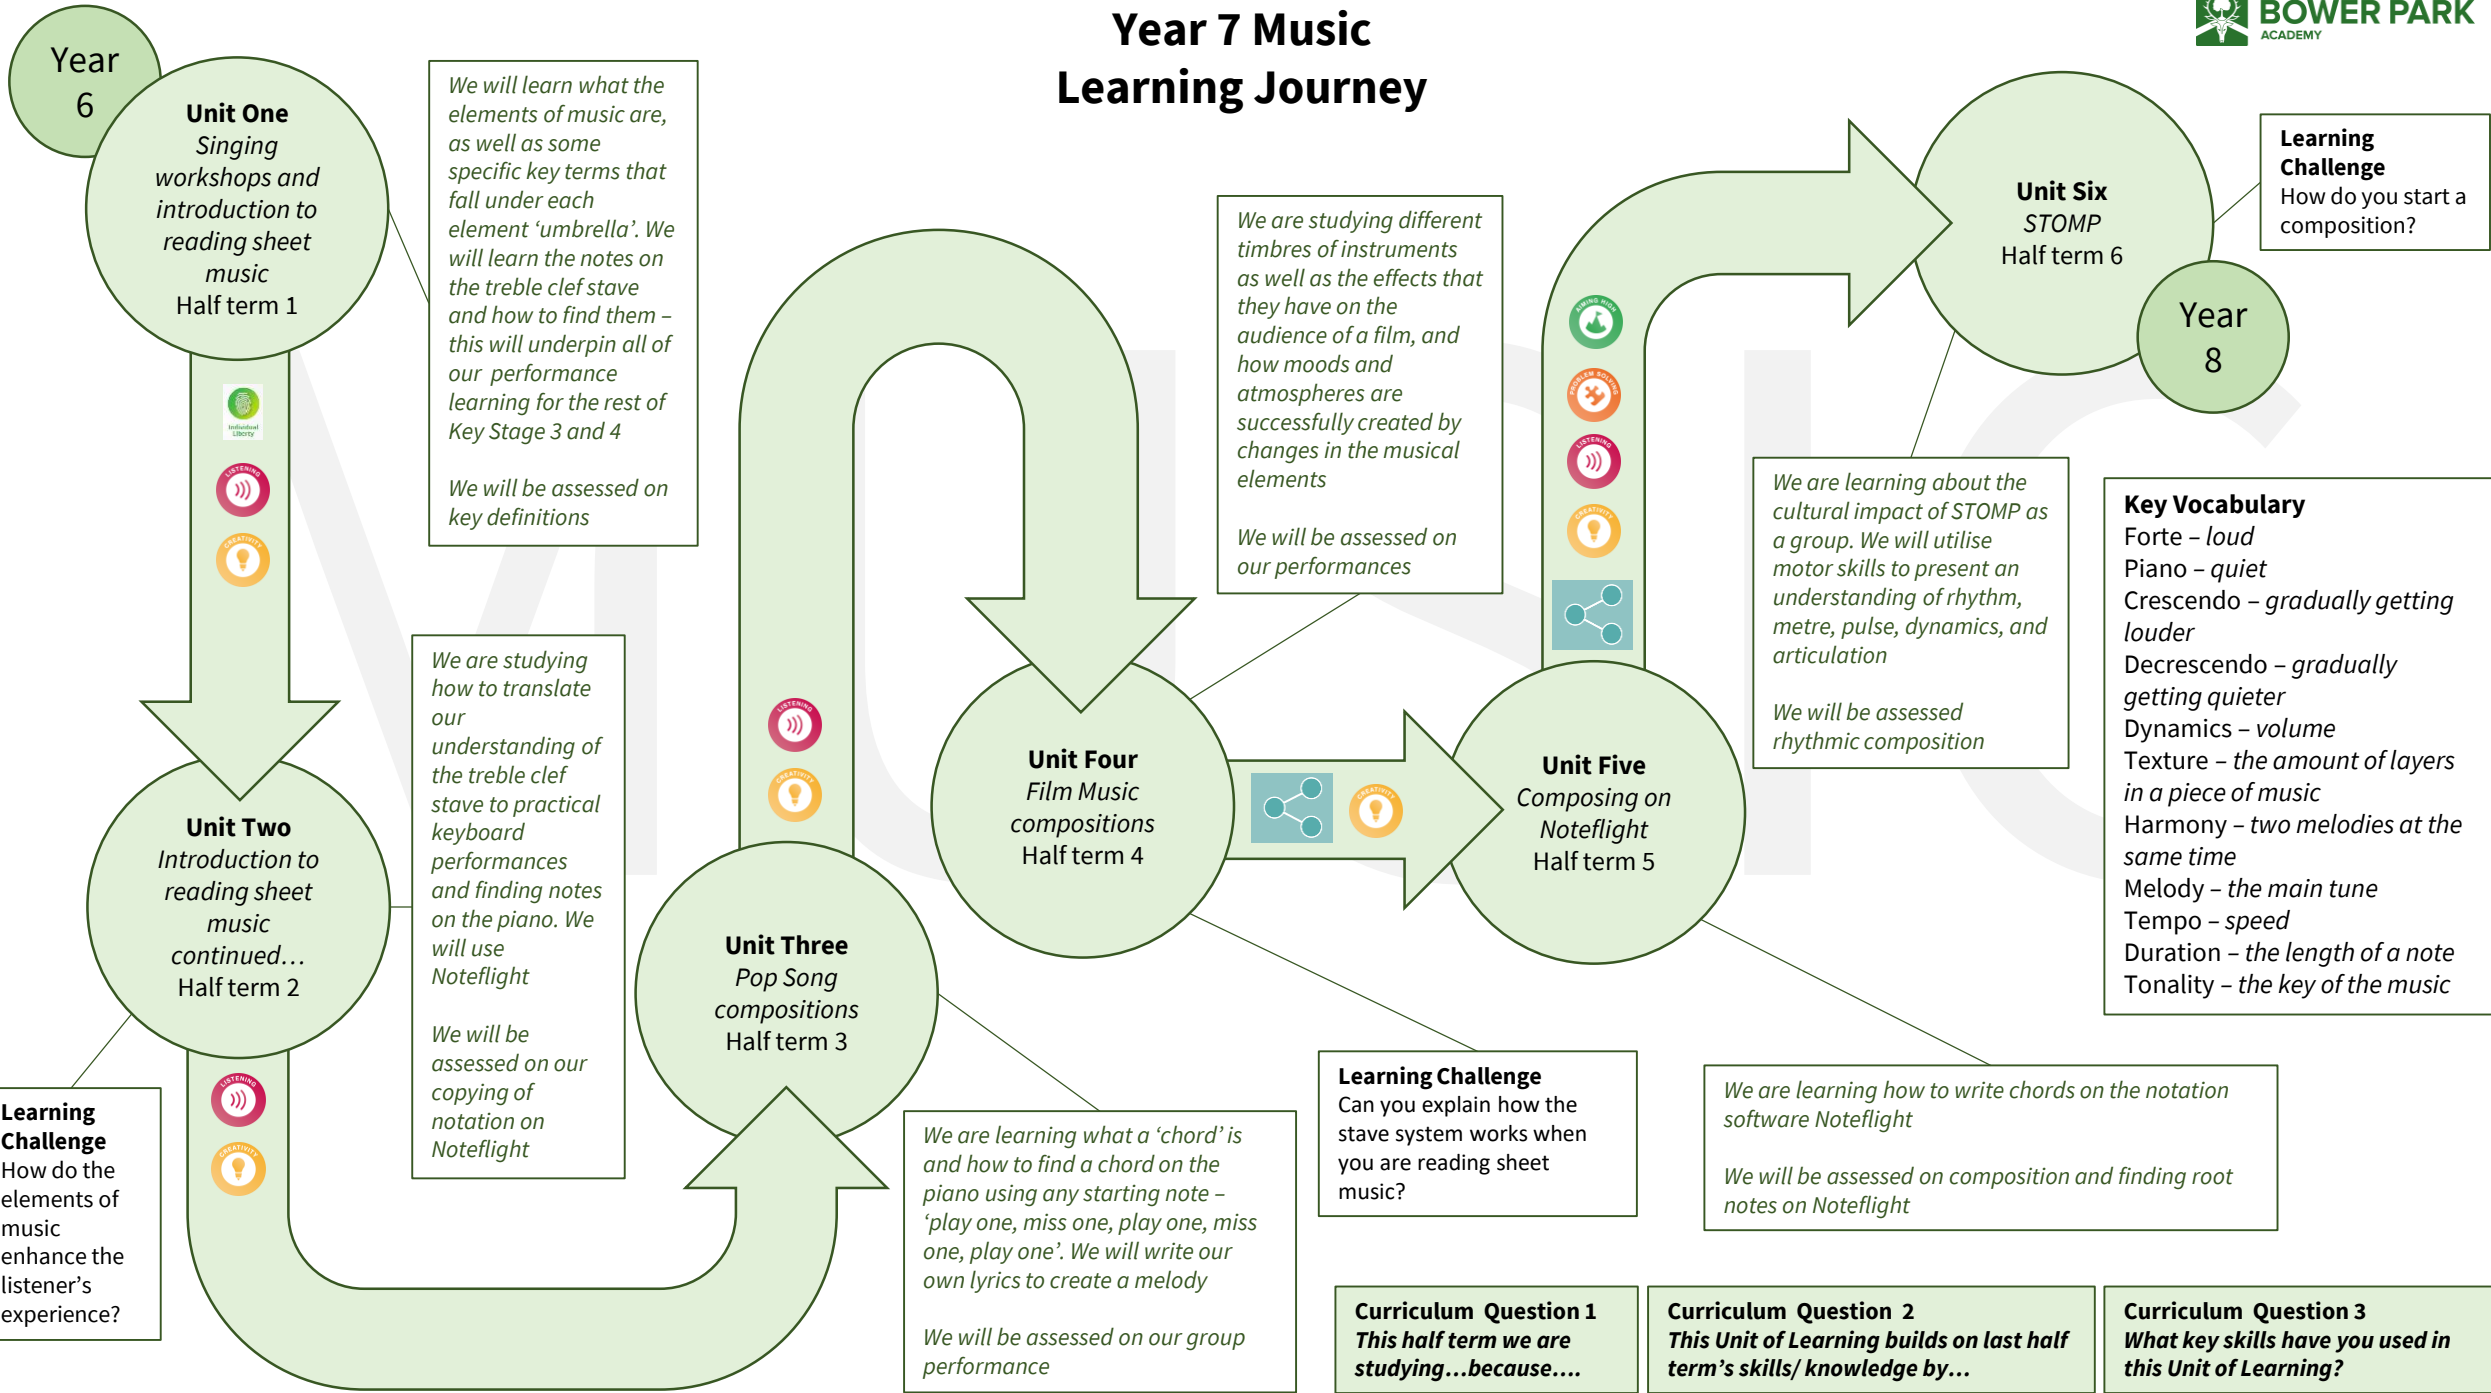 Year 7 Music
Learning Journey
BOWER PARK
ACADEMY
Year
6
Unit One
Singing
workshops and
introduction to
reading sheet
music
Half term 1
We will learn what the
elements of music are,
as well as some
specific key terms that
fall under each
element ‘umbrella’. We
will learn the notes on
the treble clef stave
and how to find them –
this will underpin all of
our performance
learning for the rest of
Key Stage 3 and 4
We will be assessed on
key definitions
Individual
Liberty
LISTENING
CREATIVITY
Unit Two
Introduction to
reading sheet
music
continued…
Half term 2
We are studying
how to translate
our
understanding of
the treble clef
stave to practical
keyboard
performances
and finding notes
on the piano. We
will use
Noteflight
We will be
assessed on our
copying of
notation on
Noteflight
Learning
Challenge
How do the
elements of
music
enhance the
listener’s
experience?
LISTENING
CREATIVITY
Unit Three
Pop Song
compositions
Half term 3
We are learning what a ‘chord’ is
and how to find a chord on the
piano using any starting note –
‘play one, miss one, play one, miss
one, play one’. We will write our
own lyrics to create a melody
We will be assessed on our group
performance
LISTENING
CREATIVITY
Unit Four
Film Music
compositions
Half term 4
We are studying different
timbres of instruments
as well as the effects that
they have on the
audience of a film, and
how moods and
atmospheres are
successfully created by
changes in the musical
elements
We will be assessed on
our performances
Learning Challenge
Can you explain how the
stave system works when
you are reading sheet
music?
CREATIVITY
Unit Five
Composing on
Noteflight
Half term 5
We are learning how to write chords on the notation
software Noteflight
We will be assessed on composition and finding root
notes on Noteflight
AIMING HIGH
PROBLEM SOLVING
LISTENING
CREATIVITY
Unit Six
STOMP
Half term 6
Learning
Challenge
How do you start a
composition?
Year
8
We are learning about the
cultural impact of STOMP as
a group. We will utilise
motor skills to present an
understanding of rhythm,
metre, pulse, dynamics, and
articulation
We will be assessed
rhythmic composition
Key Vocabulary
Forte – loud
Piano – quiet
Crescendo – gradually getting
louder
Decrescendo – gradually
getting quieter
Dynamics – volume
Texture – the amount of layers
in a piece of music
Harmony – two melodies at the
same time
Melody – the main tune
Tempo – speed
Duration – the length of a note
Tonality – the key of the music
Curriculum Question 1
This half term we are
studying…because….
Curriculum Question 2
This Unit of Learning builds on last half
term’s skills/ knowledge by…
Curriculum Question 3
What key skills have you used in
this Unit of Learning?
MUSIC